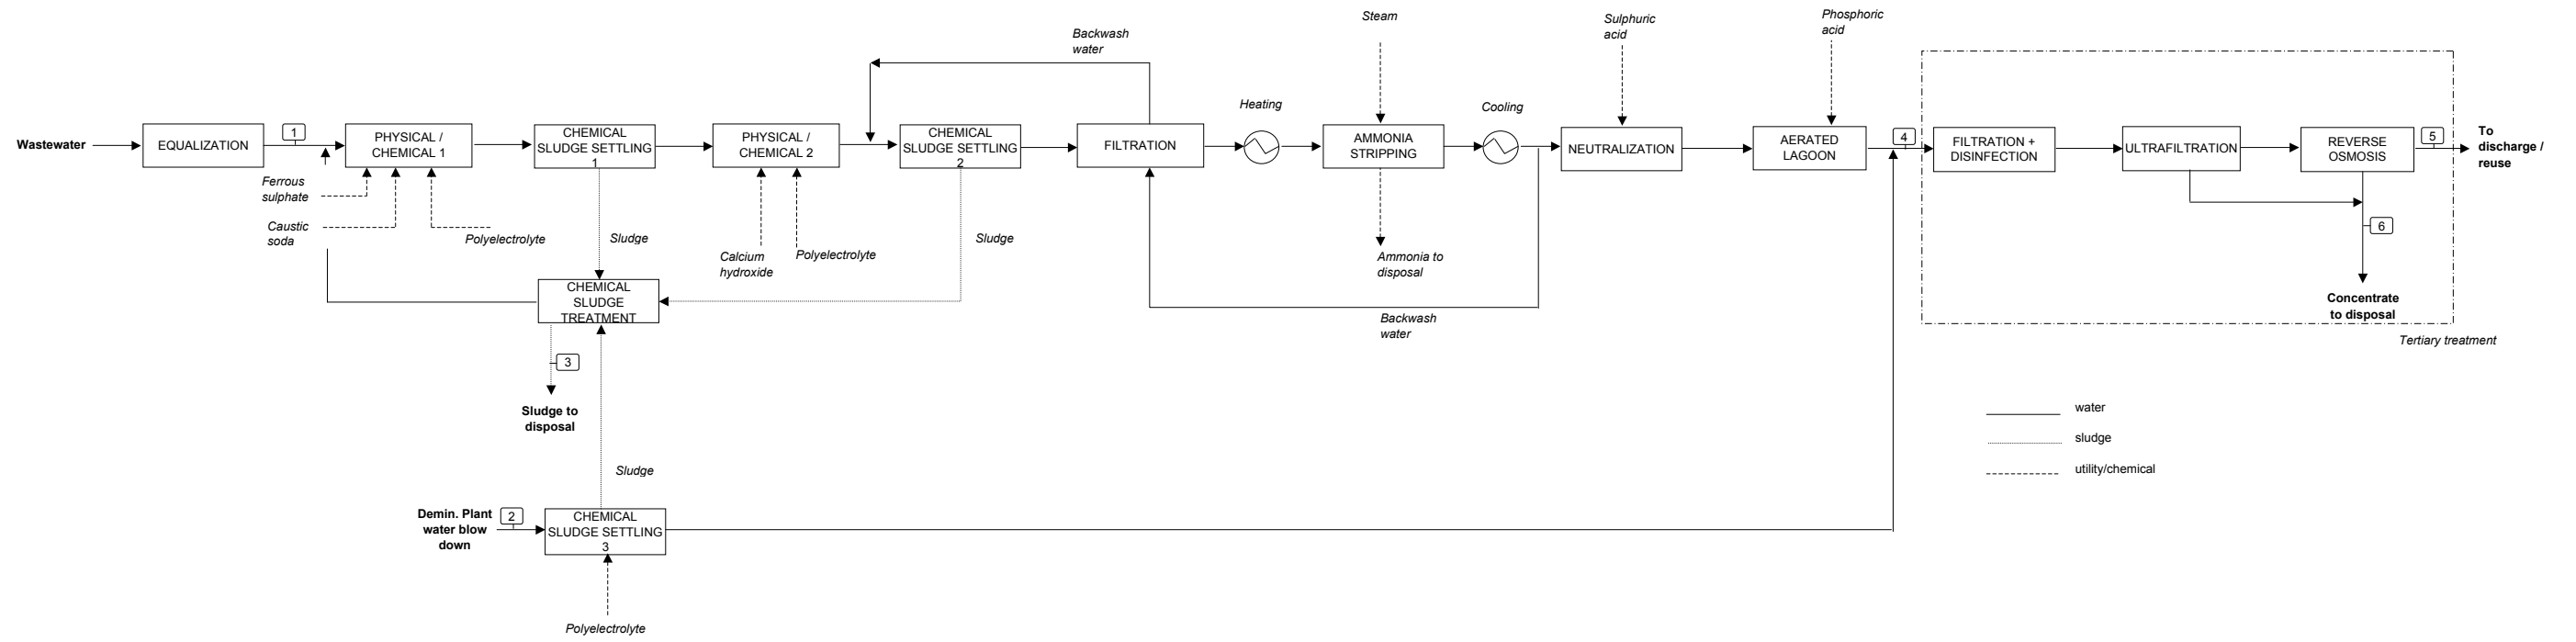 Steam
Sulphuric
acid
Phosphoric
acid
Backwash
water
Heating
Cooling
Wastewater
EQUALIZATION
1
PHYSICAL /
CHEMICAL 1
CHEMICAL
SLUDGE SETTLING
1
PHYSICAL /
CHEMICAL 2
CHEMICAL
SLUDGE SETTLING
2
FILTRATION
AMMONIA
STRIPPING
NEUTRALIZATION
AERATED
LAGOON
4
FILTRATION +
DISINFECTION
ULTRAFILTRATION
REVERSE
OSMOSIS
5
To
discharge /
reuse
Ferrous
sulphate
Caustic
soda
Polyelectrolyte
Sludge
Calcium
hydroxide
Polyelectrolyte
Sludge
Ammonia to
disposal
6
CHEMICAL
SLUDGE
TREATMENT
Backwash
water
Concentrate
to disposal
Tertiary treatment
3
Sludge to
disposal
water
sludge
utility/chemical
Sludge
Demin. Plant
water blow
down
2
CHEMICAL
SLUDGE SETTLING
3
Polyelectrolyte